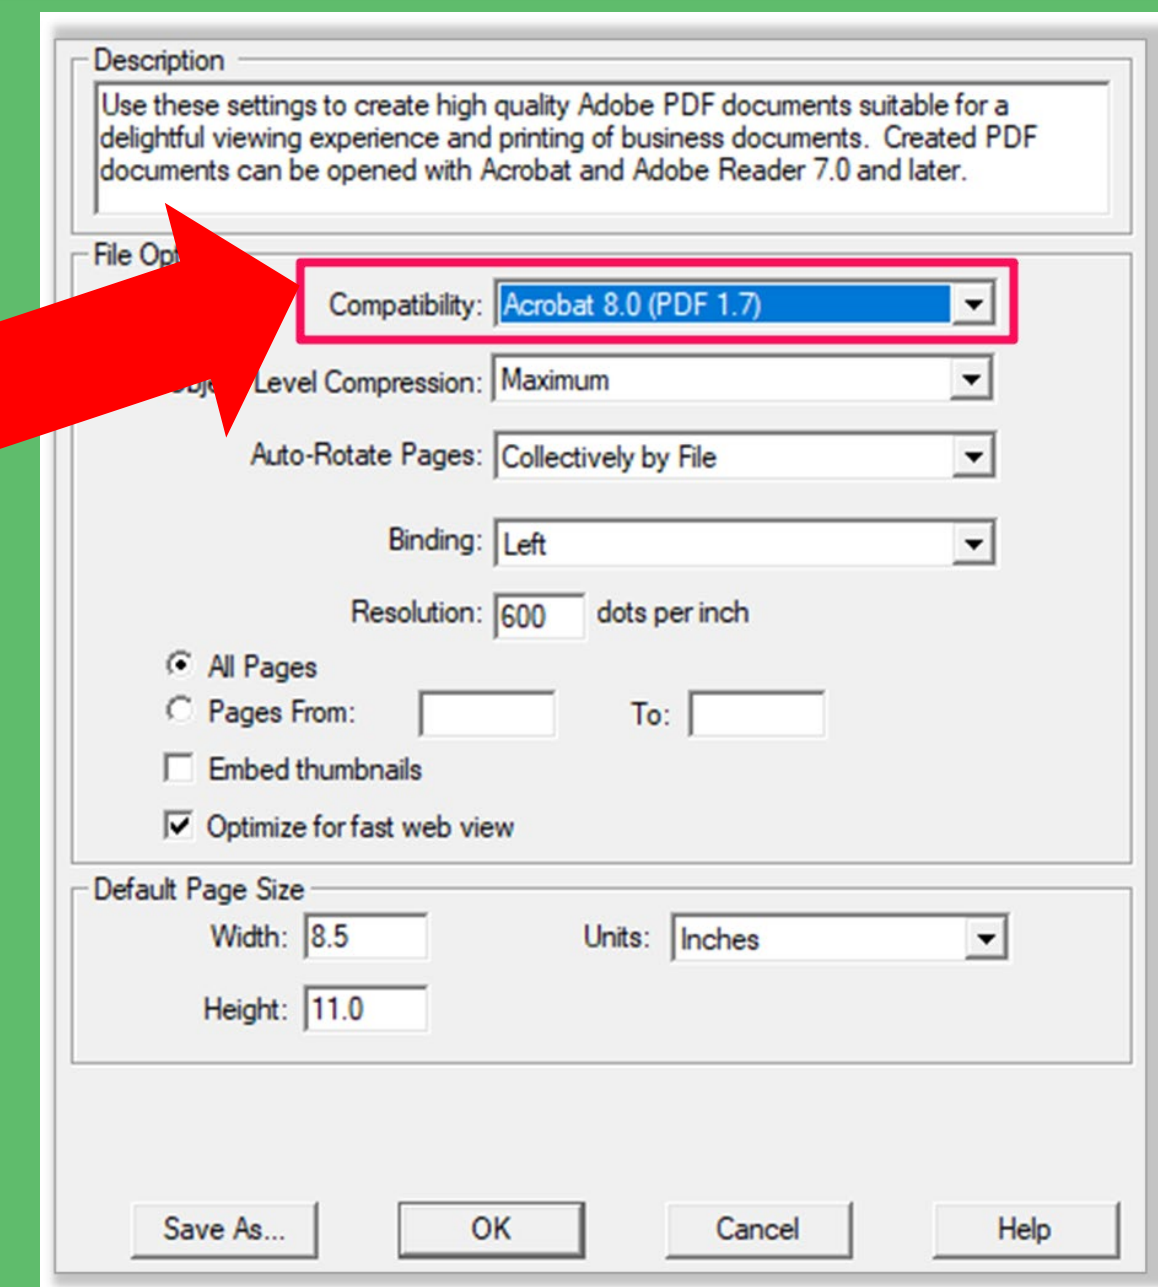 Description
Use these settings to create high quality Adobe PDF documents suitable for a
delightful viewing experience and printing of business documents. Created PDF
documents can be opened with Acrobat and Adobe Reader 7.0 and later.
File
Compatibility: Acrobat 8.0 (PDF 1.7)
Level Compression: Maximum
Auto-Rotate Pages: Collectively by File
Binding: Left
Resolution: 600 dots per inch
All Pages
Pages From: To:
Embed thumbnails
Optimize for fast web view
Default Page Size
Width: 8.5 Units: Inches
Height: 11.0
Save As... OK Cancel Help